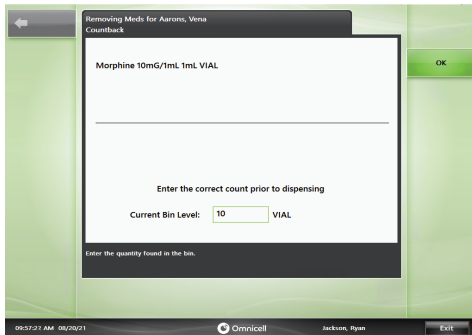 Removing Meds for Aarons, Vena
Countback
OK
Morphine 10mG/1mL 1mL VIAL
Enter the correct count prior to dispensing
Current Bin Level: 10 VIAL
Enter the quantity found in the bin.
09:57:27 AM 08/20/21 Omnicell Jackson, Ryan Exit